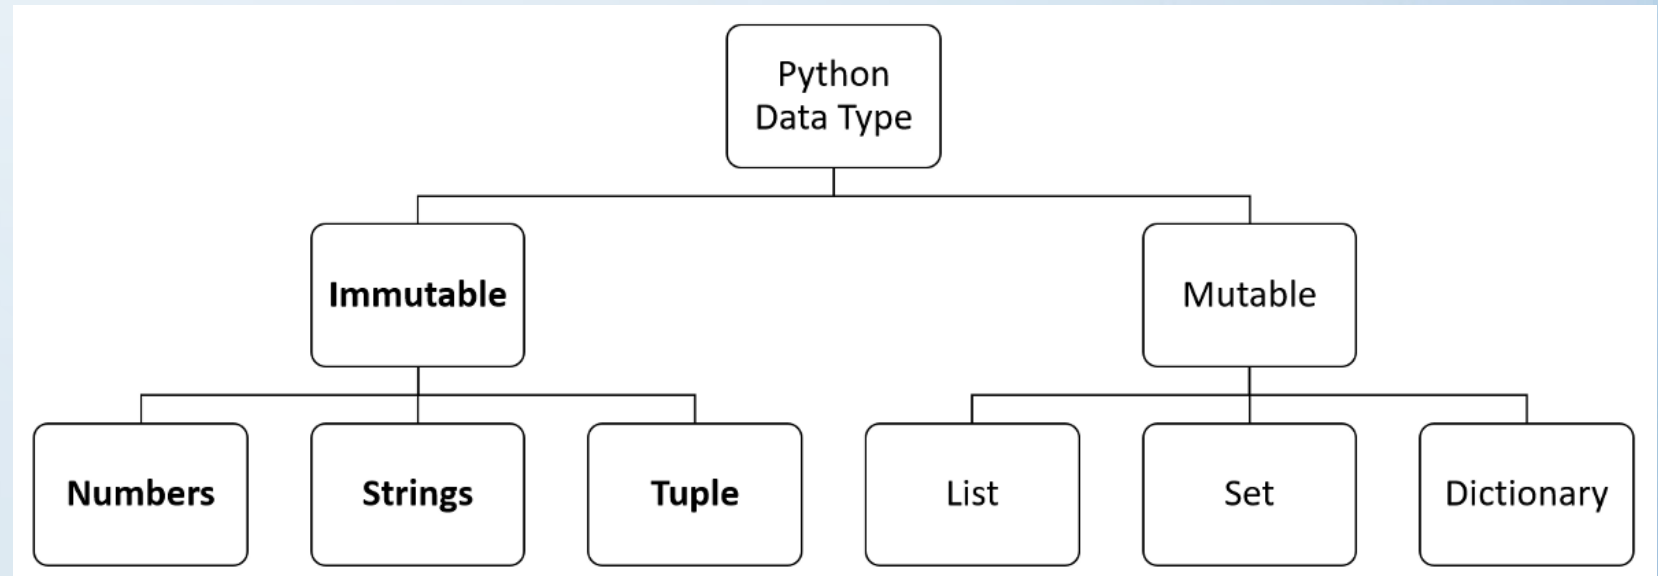 Python
Data Type
Immutable
Mutable
Numbers
Strings
Tuple
List
Set
Dictionary